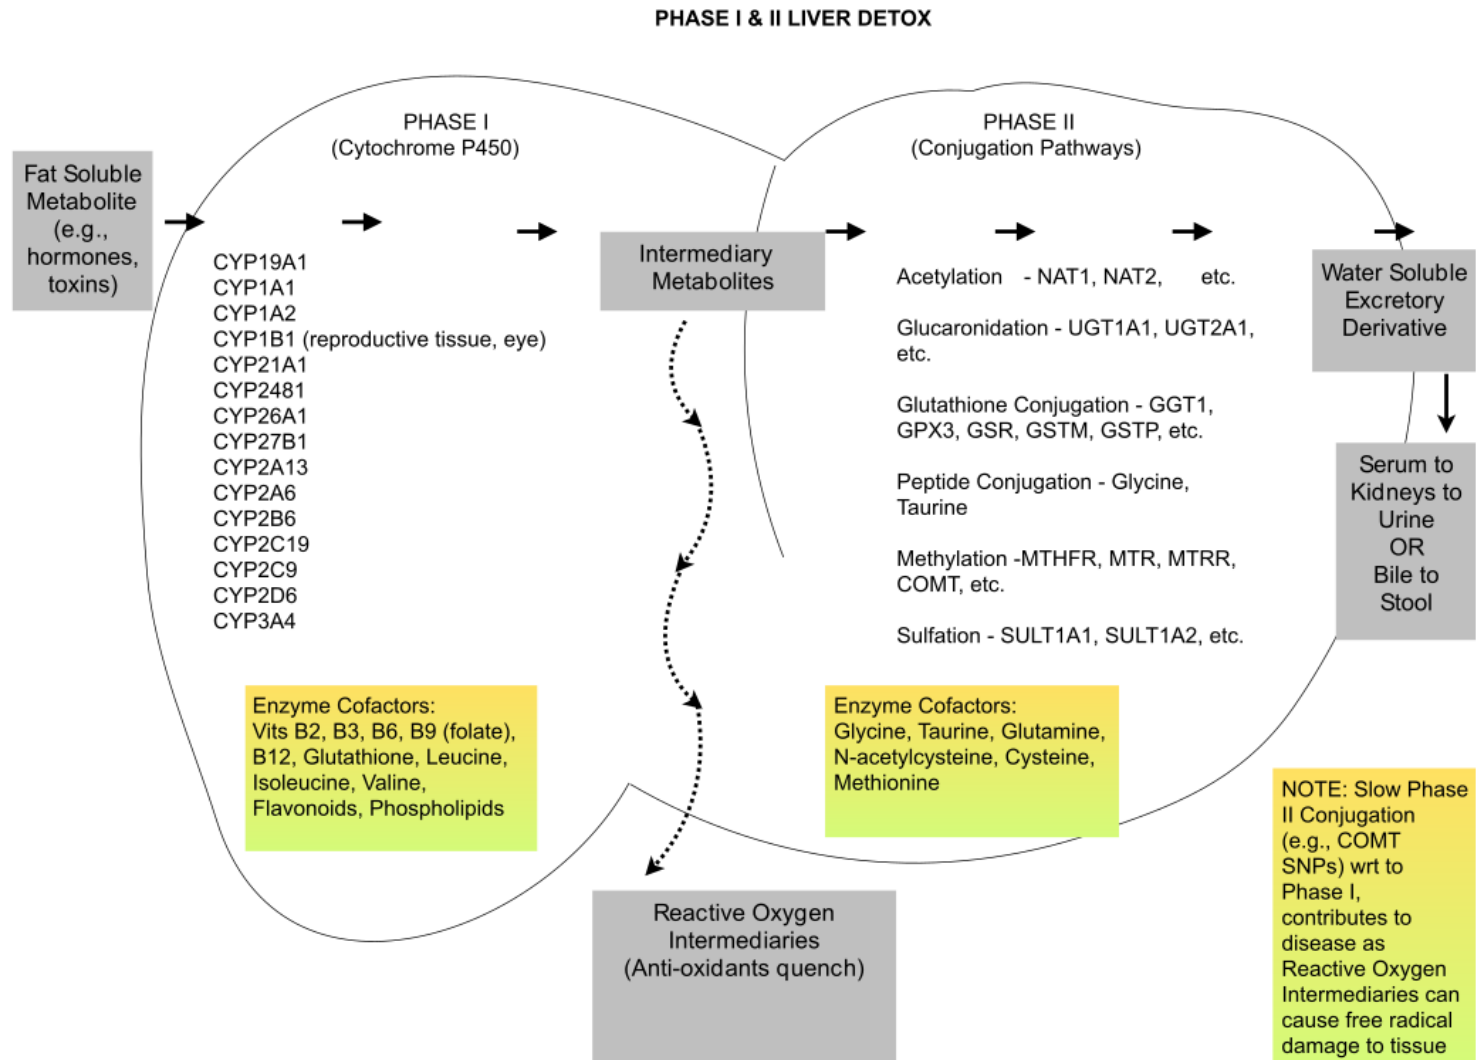 PHASE I & II LIVER DETOX
Fat Soluble
Metabolite
(e.g.,
hormones,
toxins)
PHASE I
(Cytochrome P450)
CYP19A1
CYP1A1
CYP1A2
CYP1B1 (reproductive tissue, eye)
CYP21A1
CYP2481
CYP26A1
CYP27B1
CYP2A13
CYP2A6
CYP2B6
CYP2C19
CYP2C9
CYP2D6
CYP3A4
Enzyme Cofactors:
Vits B2, B3, B6, B9 (folate),
B12, Glutathione, Leucine,
Isoleucine, Valine,
Flavonoids, Phospholipids
Intermediary
Metabolites
Reactive Oxygen
Intermediaries
(Anti-oxidants quench)
PHASE II
(Conjugation Pathways)
Acetylation - NAT1, NAT2, etc.
Glucaronidation - UGT1A1, UGT2A1,
etc.
Glutathione Conjugation - GGT1,
GPX3, GSR, GSTM, GSTP, etc.
Peptide Conjugation - Glycine,
Taurine
Methylation -MTHFR, MTR, MTRR,
COMT, etc.
Sulfation - SULT1A1, SULT1A2, etc.
Enzyme Cofactors:
Glycine, Taurine, Glutamine,
N-acetylcysteine, Cysteine,
Methionine
Water Soluble
Excretory
Derivative
Serum to
Kidneys to
Urine
OR
Bile to
Stool
NOTE: Slow Phase
II Conjugation
(e.g., COMT
SNPs) wrt to
Phase I,
contributes to
disease as
Reactive Oxygen
Intermediaries can
cause free radical
damage to tissue